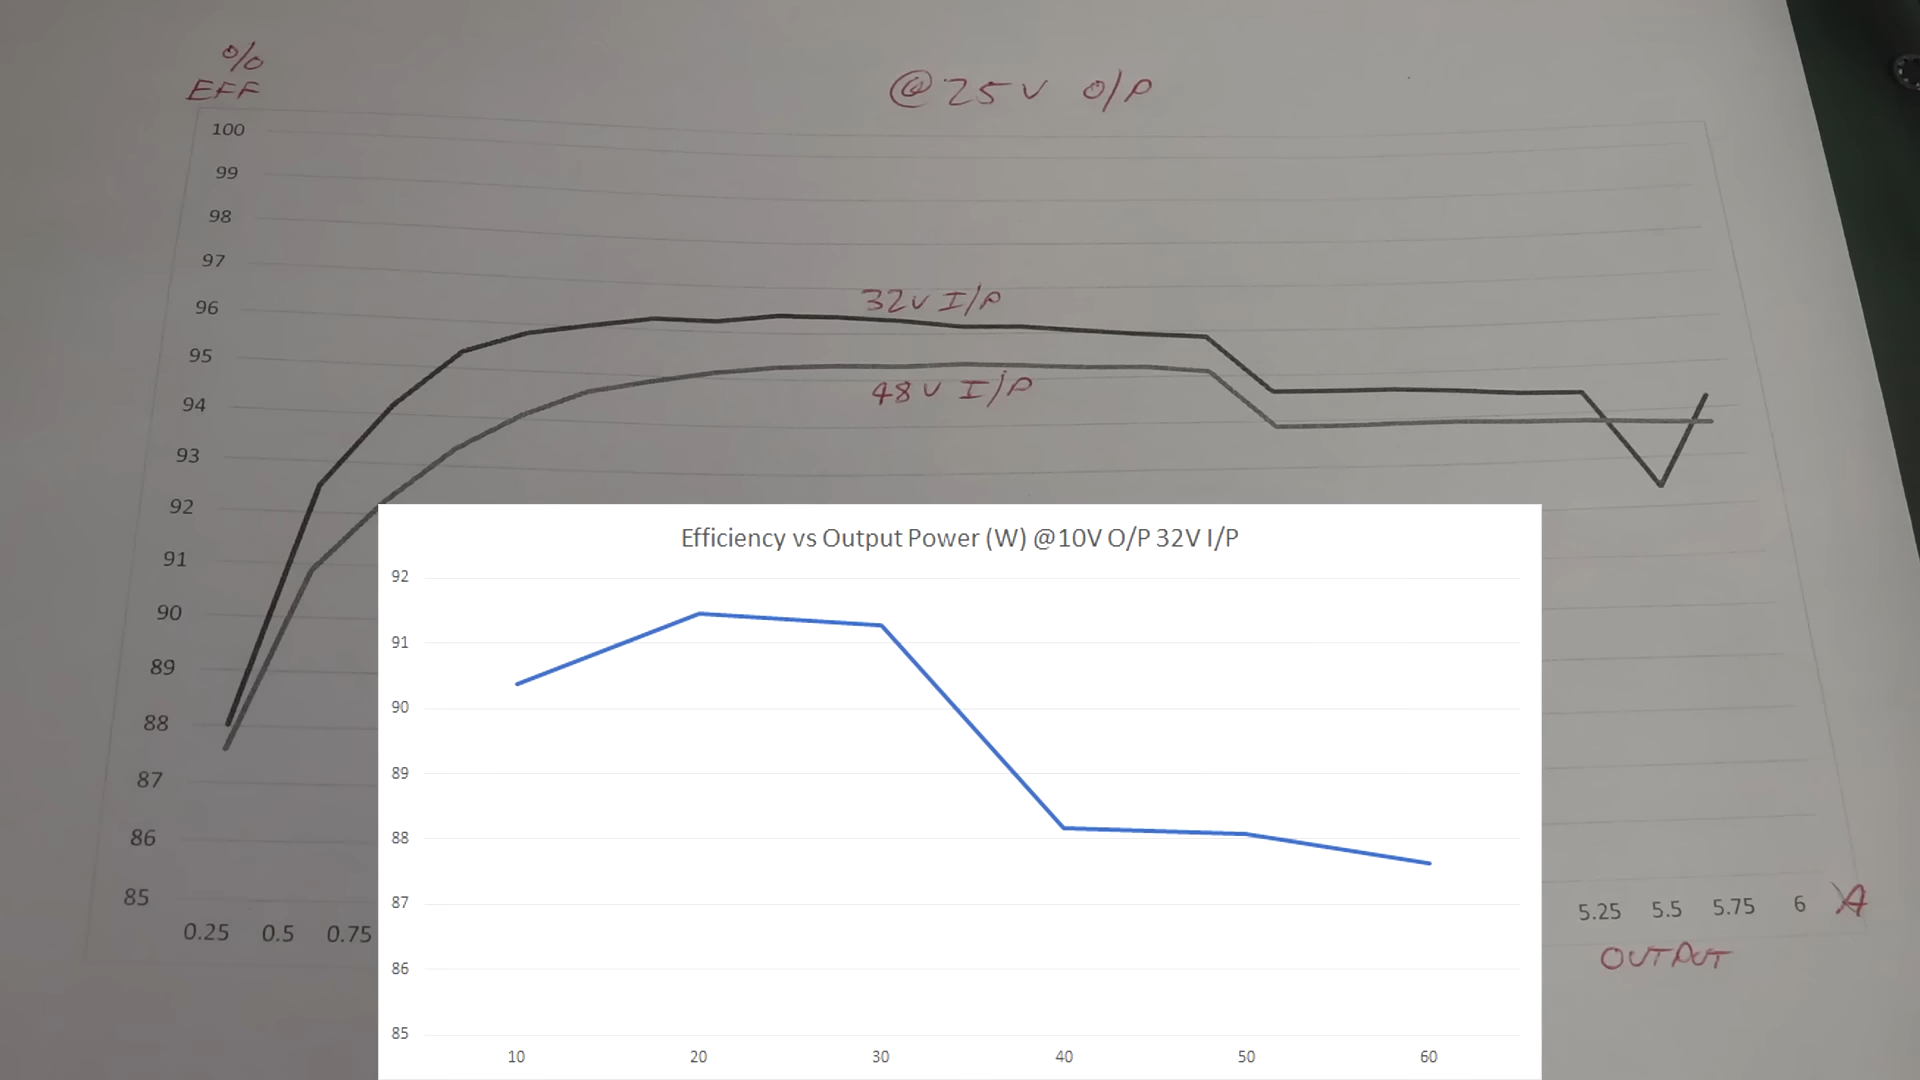 %
EFF
@25V O/P
100
99
98
97
96
95
94
93
92
91
90
89
88
87
86
85
32V I/P
48V I/P
0.25 0.5 0.75
5.25 5.5 5.75 6 A
OUTPUT
Efficiency vs Output Power (W) @10V O/P 32V I/P
92
91
90
89
88
87
86
85
10 20 30 40 50 60